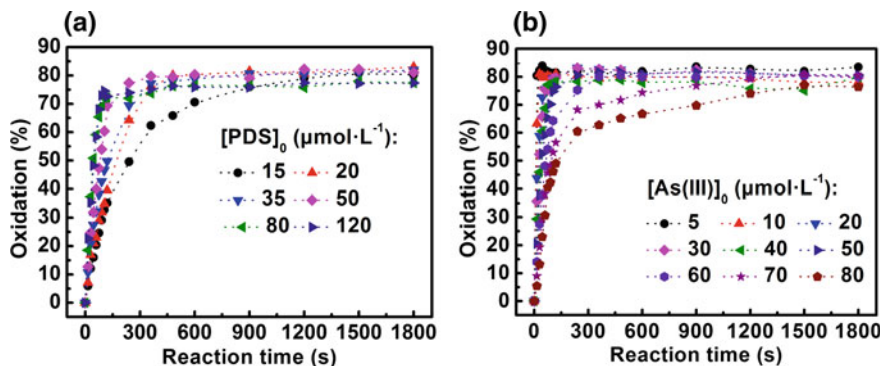 (a)
Oxidation (%)
90
80
70
60
50
40
30
20
10
0
[PDS]₀ (μmol·L⁻¹):
15 20
35 50
80 120
0 300 600 900 1200 1500 1800
Reaction time (s)
(b)
Oxidation (%)
90
80
70
60
50
40
30
20
10
0
[As(III)]₀ (μmol·L⁻¹):
5 10 20
30 40 50
60 70 80
0 300 600 900 1200 1500 1800
Reaction time (s)